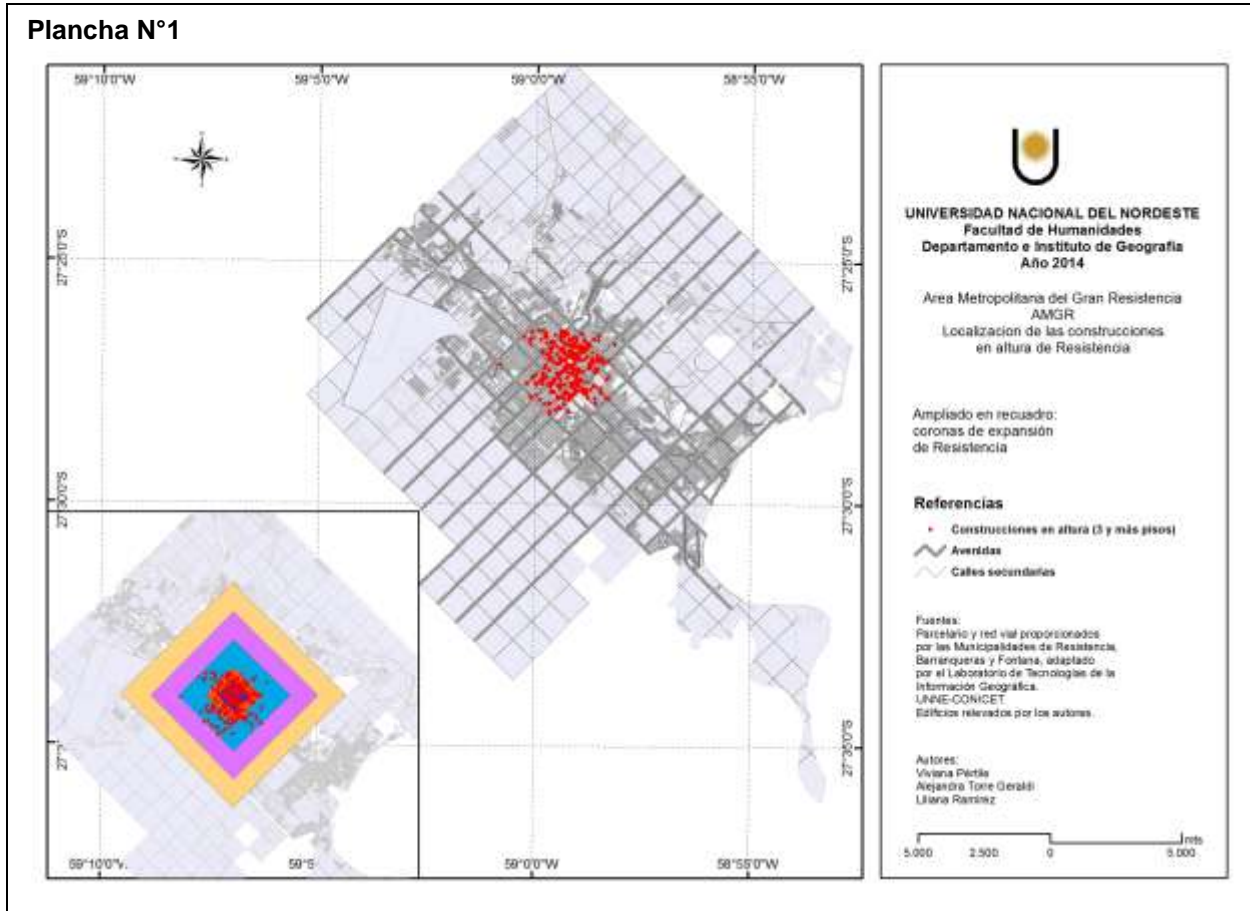 Plancha N°1
59°10'0"W
59°5'0"W
59°0'0"W
58°55'0"W
27°25'0"S
27°25'0"S
27°30'0"S
27°30'0"S
27°35'0"S
59°10'0"W
59°5
59°0'0"W
58°55'0"W
UNIVERSIDAD NACIONAL DEL NORDESTE
Facultad de Humanidades
Departamento e Instituto de Geografía
Año 2014
Area Metropolitana del Gran Resistencia
AMGR
Localizacion de las construcciones
en altura de Resistencia
Ampliado en recuadro:
coronas de expansión
de Resistencia
Referencias
Construcciones en altura (3 y más pisos)
Avenidas
Calles secundarias
Fuentes:
Parcelario y red vial proporcionados
por las Municipalidades de Resistencia,
Barranqueras y Fontana, adaptado
por el Laboratorio de Tecnologías de la
Información Geográfica.
UNNE-CONICET
Edificios relevados por los autores.
Autores:
Viviana Pértile
Alejandra Torre Geraldi
Liliana Ramírez
mts
5.000 2.500 0 5.000